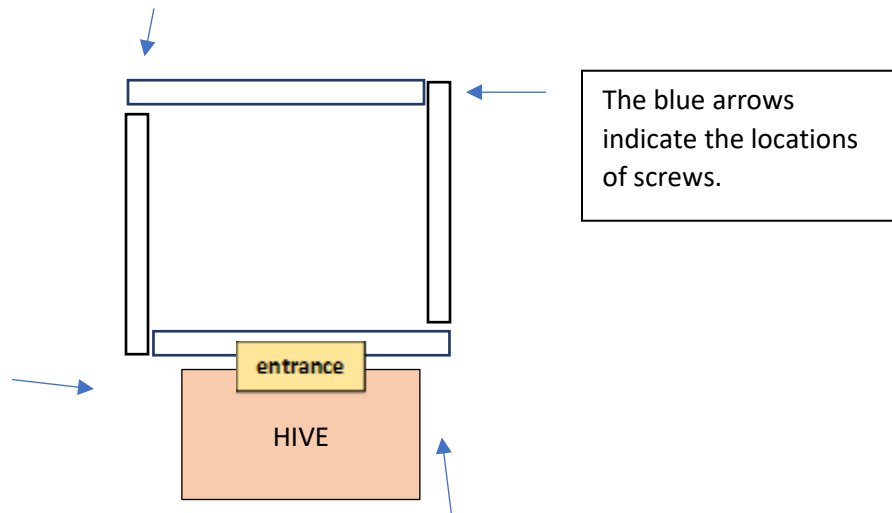 The blue arrows
indicate the locations
of screws.
entrance
HIVE